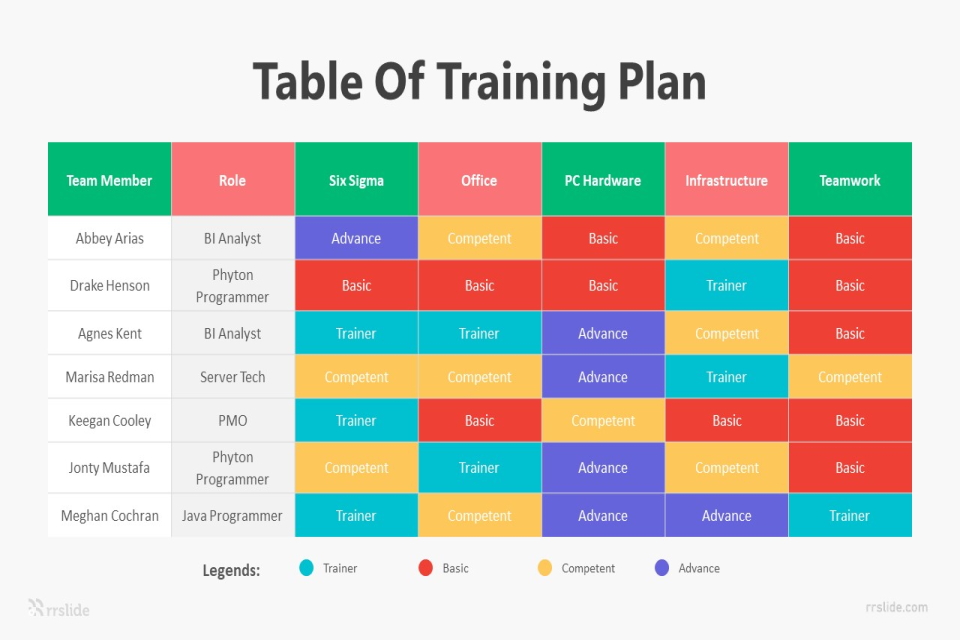 Table Of Training Plan
Team Member Role Six Sigma Office PC Hardware Infrastructure Teamwork
Abbey Arias BI Analyst Advance Competent Basic Competent Basic
Drake Henson Phyton Programmer Basic Basic Basic Trainer Basic
Agnes Kent BI Analyst Trainer Trainer Advance Competent Basic
Marisa Redman Server Tech Competent Competent Advance Trainer Competent
Keegan Cooley PMO Trainer Basic Competent Basic Basic
Jonty Mustafa Phyton Programmer Competent Trainer Advance Competent Basic
Meghan Cochran Java Programmer Trainer Competent Advance Advance Trainer
Legends: Trainer Basic Competent Advance
rrslide rrslide.com